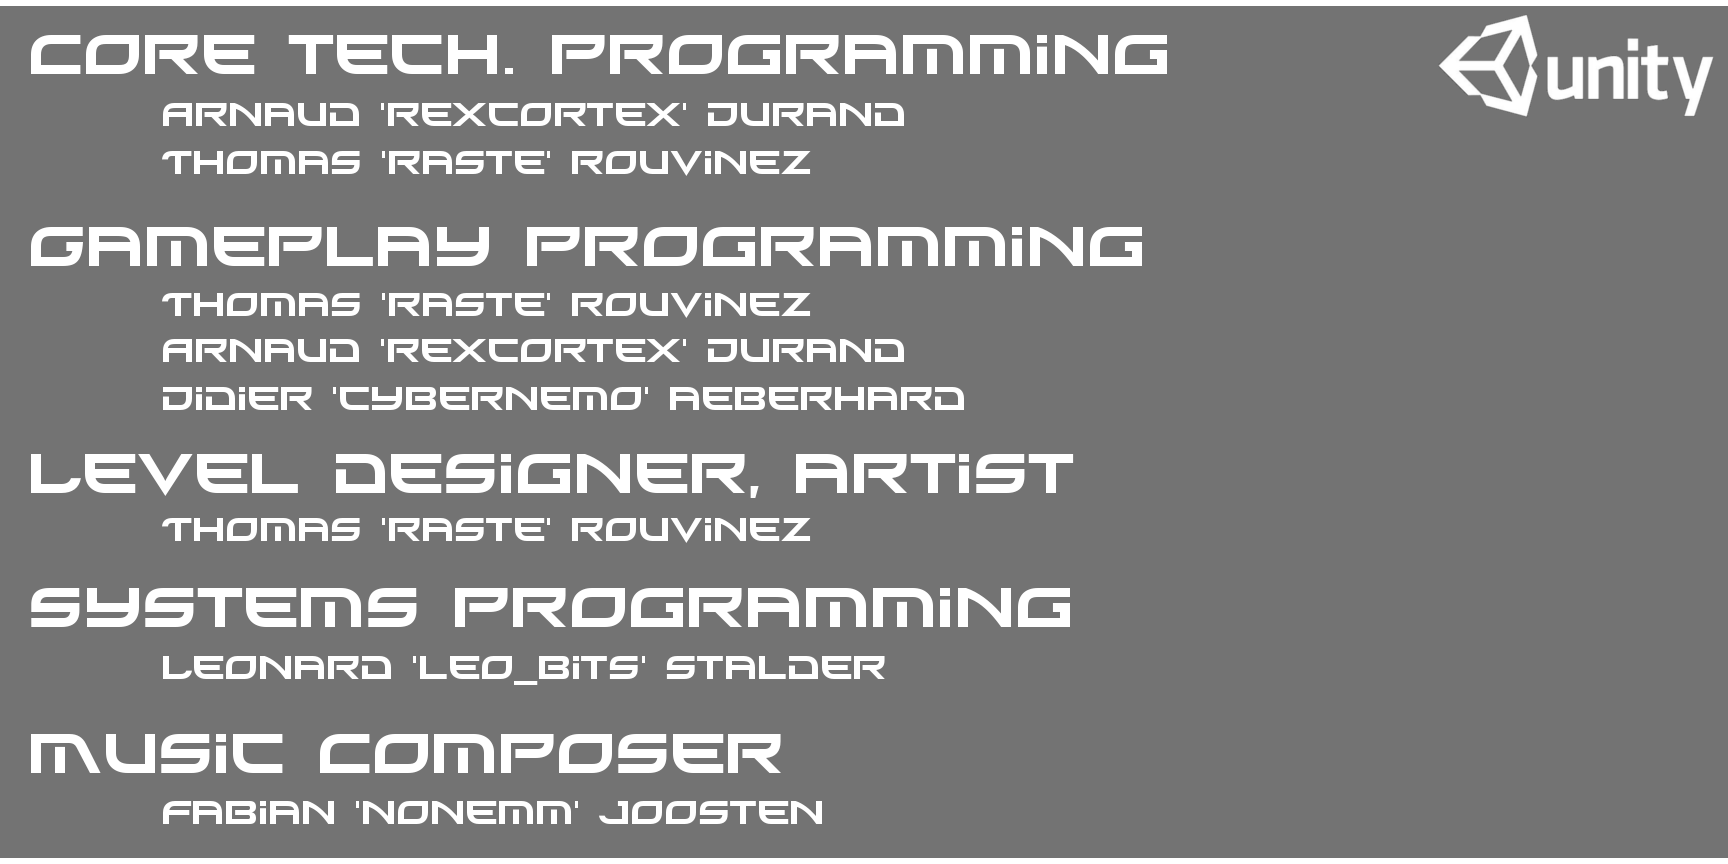 CORE TECH. PROGRAMMiNG
unity
ARNAUD 'REXCORTEX' DURAND
THOMAS 'RASTE' ROUViNEZ
GAMEPLAY PROGRAMMiNG
THOMAS 'RASTE' ROUViNEZ
ARNAUD 'REXCORTEX' DURAND
DiDiER 'CYBERNEMO' AEBERHARD
LEVEL DESiGNER, ARTiST
THOMAS 'RASTE' ROUViNEZ
SYSTEMS PROGRAMMiNG
LEONARD 'LEO_BiTS' STALDER
MUSiC COMPOSER
FABiAN 'NONEMM' JOOSTEN